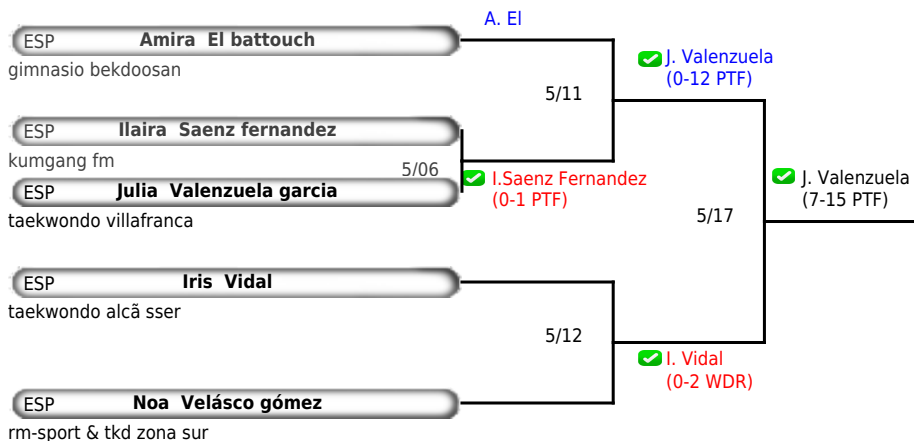 A. El
ESP Amira El battouch
gimnasio bekdoosan
J. Valenzuela
(0-12 PTF)
5/11
ESP Ilaira Saenz fernandez
kumgang fm
5/06
I.Saenz Fernandez
(0-1 PTF)
ESP Julia Valenzuela garcia
taekwondo villafranca
J. Valenzuela
(7-15 PTF)
5/17
ESP Iris Vidal
taekwondo alcã sser
5/12
I. Vidal
(0-2 WDR)
ESP Noa Velásco gómez
rm-sport & tkd zona sur